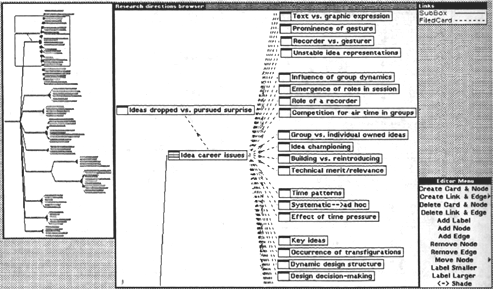 Research directions browser
Text vs. graphic expression
Prominence of gesture
Recorder vs. gesturer
Unstable idea representations
Influence of group dynamics
Emergence of roles in session
Role of a recorder
Competition for air time in groups
Ideas dropped vs. pursued surprise
Group vs. individual owned ideas
Idea championing
Building vs. reintroducing
Technical merit/relevance
Idea career issues
Time patterns
Systematic-->ad hoc
Effect of time pressure
Key ideas
Occurrence of transfigurations
Dynamic design structure
Design decision-making
Links
SubBox
FiledCard
Editor Menu
Create Card & Node
Create Link & Edge
Delete Card & Node
Delete Link & Edge
Add Label
Add Node
Add Edge
Remove Node
Remove Edge
Move Node
Label Smaller
Label Larger
<-> Shade